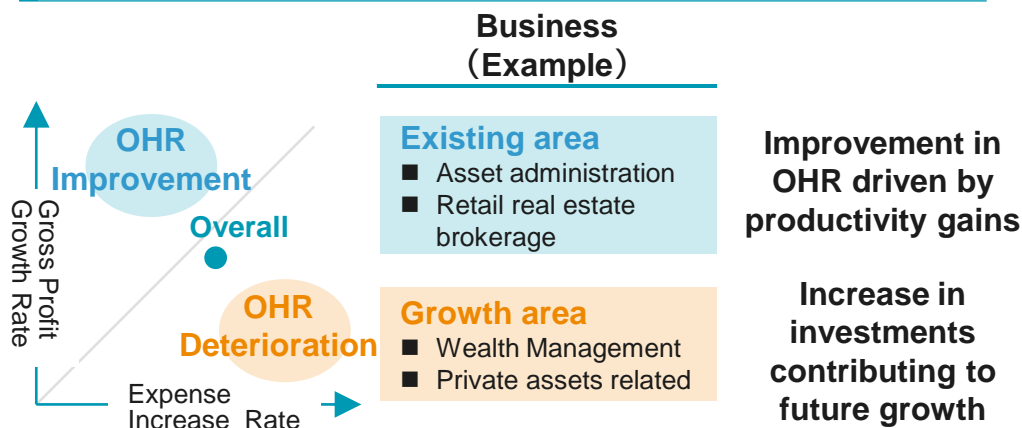 Business
（Example）
OHR
Improvement
Overall
OHR
Deterioration
Gross Profit
Growth Rate
Expense
Increase Rate
Existing area
■ Asset administration
■ Retail real estate
brokerage
Improvement in
OHR driven by
productivity gains
Growth area
■ Wealth Management
■ Private assets related
Increase in
investments
contributing to
future growth